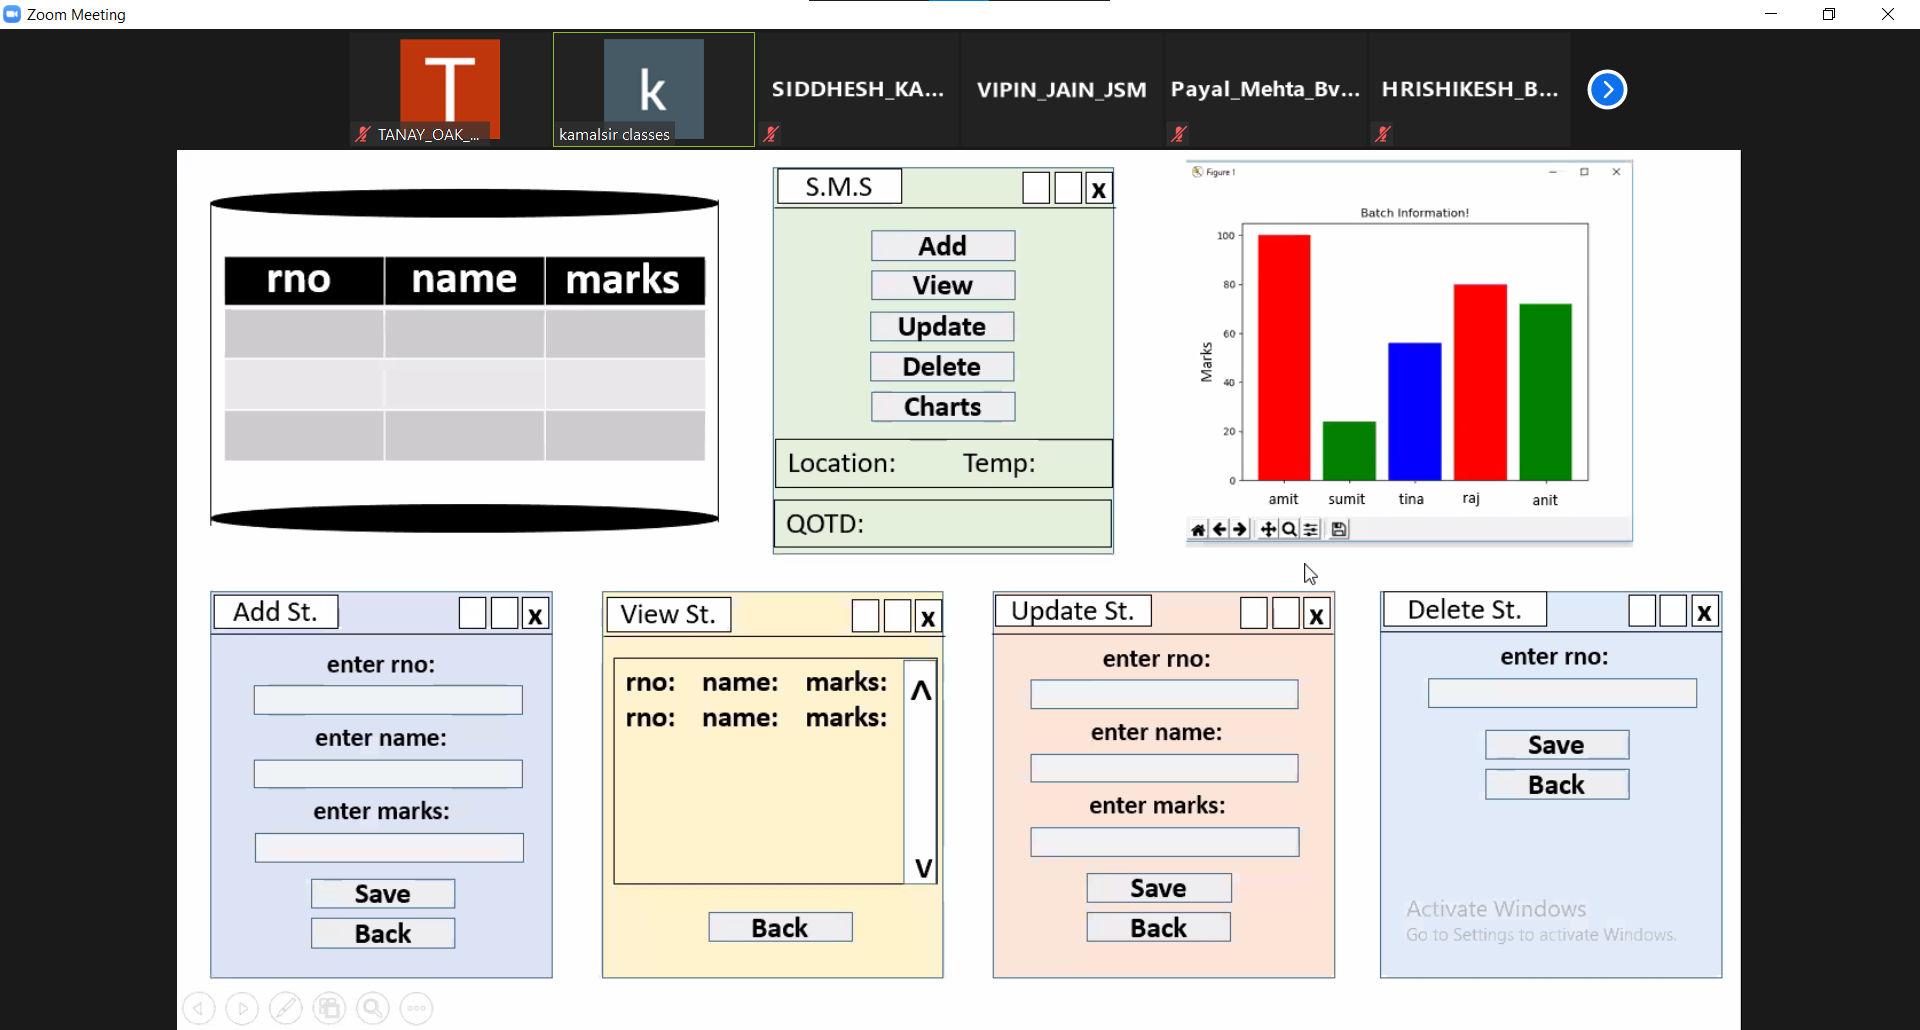 Zoom Meeting
T
k
TANAY_OAK_...
kamalsir classes
SIDDHESH_KA...
VIPIN_JAIN_JSM
Payal_Mehta_Bv...
HRISHIKESH_B...
rno name marks
S.M.S
X
Add
View
Update
Delete
Charts
Location: Temp:
QOTD:
Figure 1
Batch Information!
Marks
100
80
60
40
20
0
amit sumit tina raj anit
Add St.
X
enter rno:
enter name:
enter marks:
Save
Back
View St.
X
rno: name: marks:
rno: name: marks:
Back
Update St.
X
enter rno:
enter name:
enter marks:
Save
Back
Delete St.
X
enter rno:
Save
Back
Activate Windows
Go to Settings to activate Windows.